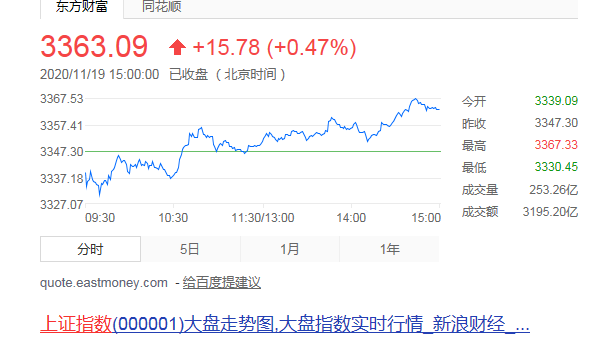 东方财富 同花顺
3363.09 +15.78 (+0.47%)
2020/11/19 15:00:00 已收盘 (北京时间)
3367.53
3357.41
3347.30
3337.18
3327.07
09:30 10:30 11:30/13:00 14:00 15:00
今开 3339.09
昨收 3347.30
最高 3367.33
最低 3330.45
成交量 253.26亿
成交额 3195.20亿
分时 5日 1月 1年
quote.eastmoney.com - 给百度提建议
上证指数(000001)大盘走势图,大盘指数实时行情_新浪财经_...